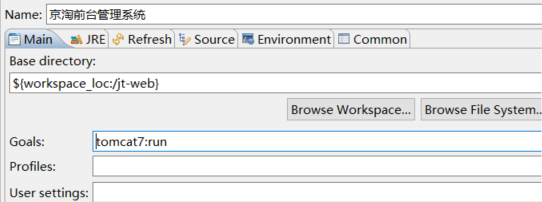 Name: 京淘前台管理系统
Main JRE Refresh Source Environment Common
Base directory:
${workspace_loc:/jt-web}
Browse Workspace... Browse File System...
Goals: tomcat7:run
Profiles:
User settings: